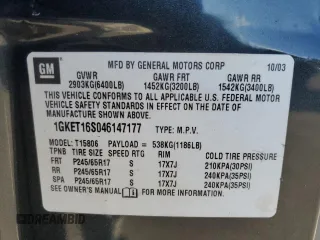 GM
MFD BY GENERAL MOTORS CORP 10/03
GVWR GAWR FRT GAWR RR
2903KG(6400LB) 1452KG(3200LB) 1542KG(3400LB)
THIS VEHICLE CONFORMS TO ALL APPLICABLE U.S. FEDERAL
MOTOR VEHICLE SAFETY STANDARDS IN EFFECT ON THE DATE
OF MANUFACTURE SHOWN ABOVE.
1GKET16S046147177 TYPE: M.P.V.
MODEL: T15806 PAYLOAD = 538KG(1186LB)
TPNB TIRE SIZE SPEED RTG RIM COLD TIRE PRESSURE
FRT P245/65R17 S 17X7J 210KPA(30PSI)
RR P245/65R17 S 17X7J 240KPA(35PSI)
SPA P245/65R17 S 17X7J 240KPA(35PSI)
SEE OWNER'S MANUAL FOR ADDITIONAL INFORMATION.
© DREAMBID